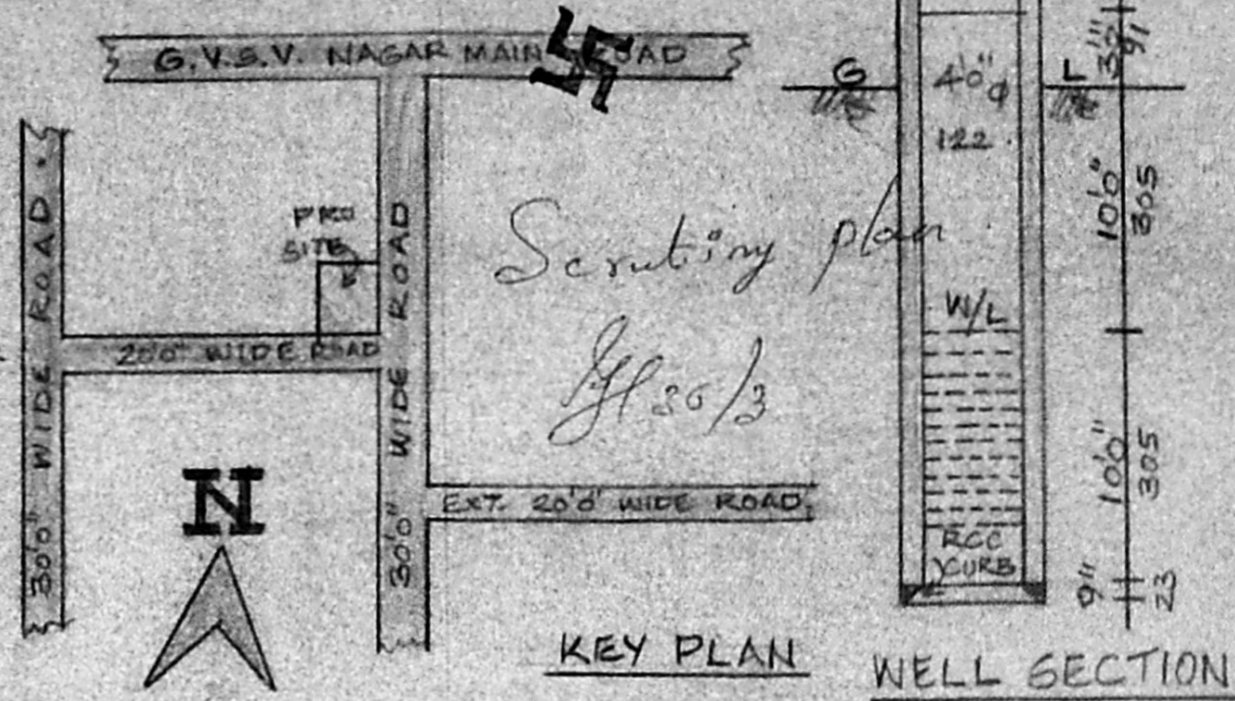 G.V.S.V. NAGAR MAIN ROAD
30'0" WIDE ROAD
PRO
SITE
20'0" WIDE ROAD
30'0" WIDE ROAD
EXT. 20'0" WIDE ROAD
N
Scrutiny plan
KEY PLAN
G
L
4'0"φ
122
W/L
RCC
CURB
91
10'0"
305
10'0"
305
9"
23
WELL SECTION